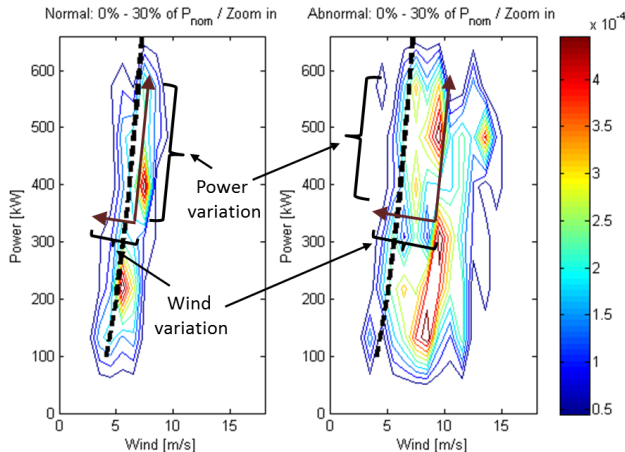 Normal: 0% - 30% of P_nom / Zoom in
Abnormal: 0% - 30% of P_nom / Zoom in
x 10^-4
Power [kW]
600
500
400
300
200
100
0
0
5
10
15
Wind [m/s]
Power
variation
Wind
variation
Power [kW]
600
500
400
300
200
100
0
0
5
10
15
Wind [m/s]
4
3.5
3
2.5
2
1.5
1
0.5